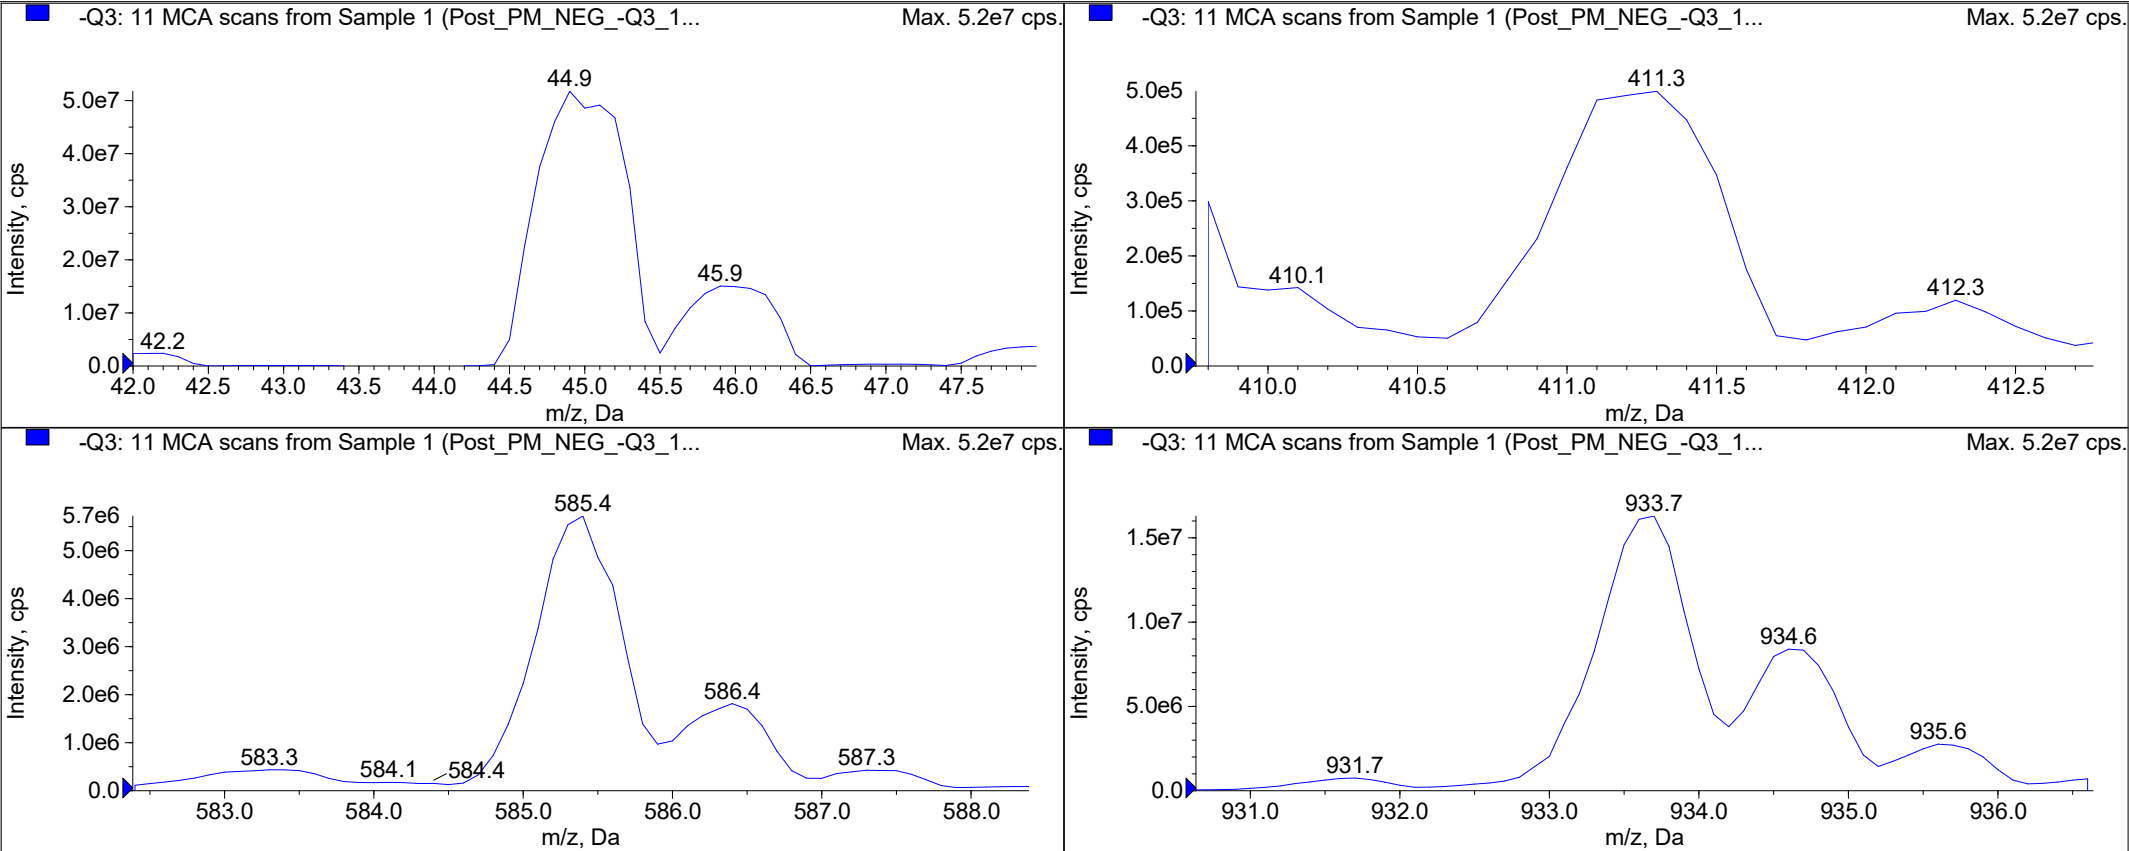 -Q3: 11 MCA scans from Sample 1 (Post_PM_NEG_-Q3_1... Max. 5.2e7 cps.
44.9
5.0e7
4.0e7
3.0e7
2.0e7
45.9
1.0e7
42.2
0.0
42.0 42.5 43.0 43.5 44.0 44.5 45.0 45.5 46.0 46.5 47.0 47.5
m/z, Da
Intensity, cps
-Q3: 11 MCA scans from Sample 1 (Post_PM_NEG_-Q3_1... Max. 5.2e7 cps.
411.3
5.0e5
4.0e5
3.0e5
2.0e5
410.1
412.3
1.0e5
0.0
410.0 410.5 411.0 411.5 412.0 412.5
m/z, Da
Intensity, cps
-Q3: 11 MCA scans from Sample 1 (Post_PM_NEG_-Q3_1... Max. 5.2e7 cps.
585.4
5.7e6
5.0e6
4.0e6
3.0e6
2.0e6
586.4
1.0e6
583.3 584.1 584.4 587.3
0.0
583.0 584.0 585.0 586.0 587.0 588.0
m/z, Da
Intensity, cps
-Q3: 11 MCA scans from Sample 1 (Post_PM_NEG_-Q3_1... Max. 5.2e7 cps.
933.7
1.5e7
1.0e7
934.6
5.0e6
935.6
931.7
0.0
931.0 932.0 933.0 934.0 935.0 936.0
m/z, Da
Intensity, cps